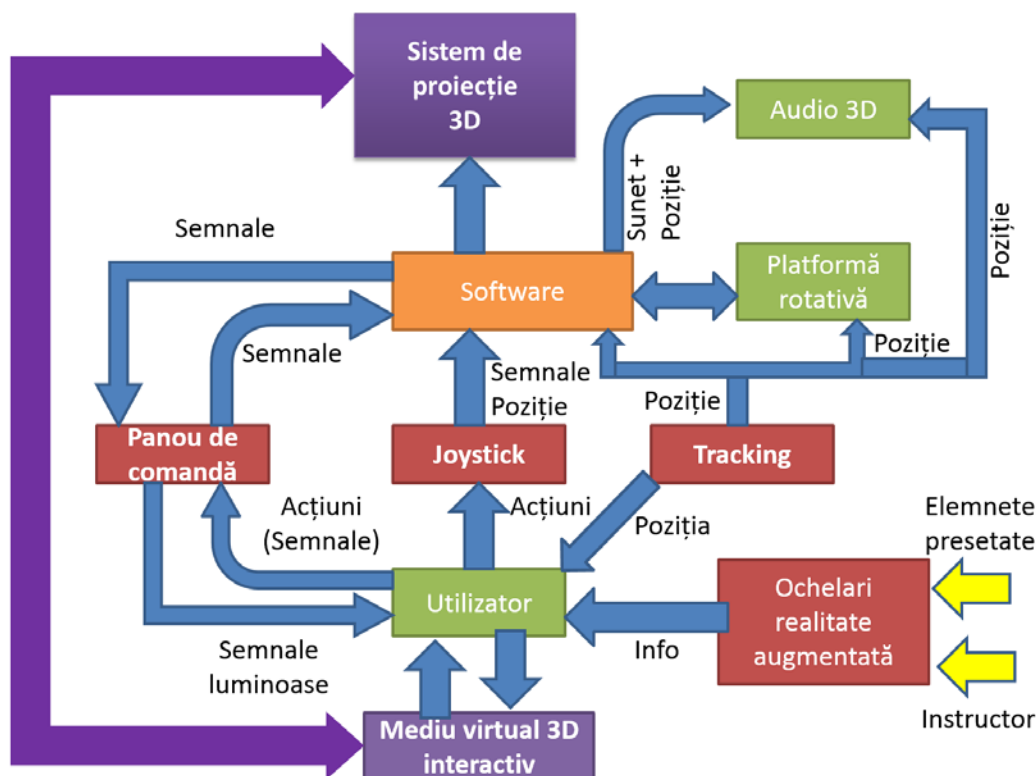 Sistem de
proiecție
3D
Audio 3D
Sunet +
Poziție
Poziție
Semnale
Software
Platformă
rotativă
Semnale
Poziție
Semnale
Poziție
Poziție
Panou de
comandă
Joystick
Tracking
Acțiuni
(Semnale)
Acțiuni
Poziția
Elemnete
presetate
Utilizator
Ochelari
realitate
augmentată
Info
Semnale
luminoase
Instructor
Mediu virtual 3D
interactiv